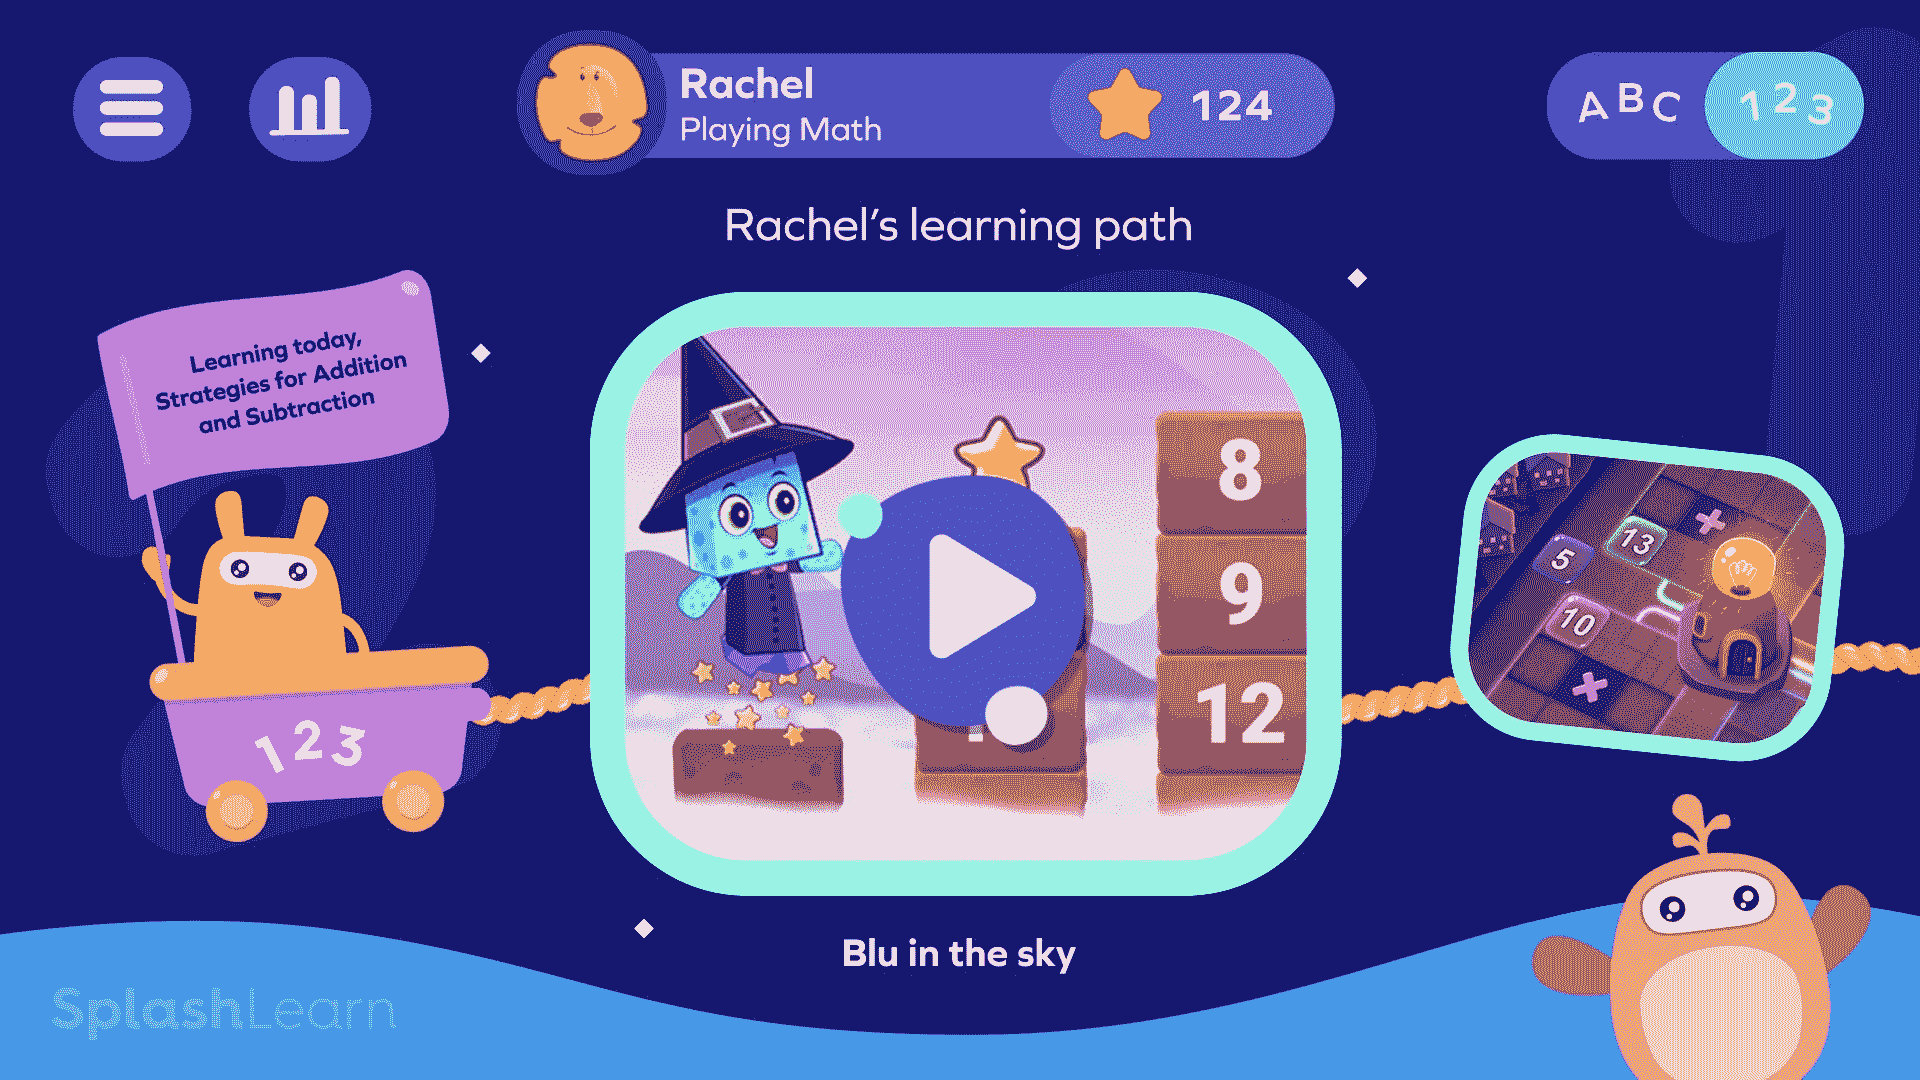 Rachel
Playing Math
124
A B C
1 2 3
Rachel’s learning path
Learning today,
Strategies for Addition
and Subtraction
1 2 3
8
9
12
13
5
10
Blu in the sky
SplashLearn